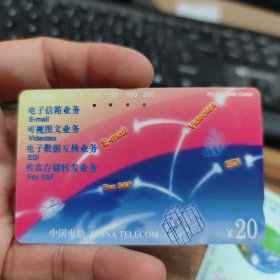 50 100 200
TELEPHONE CARD
电子信箱业务
E-mail
可视图文业务
Videotex
电子数据互换业务
EDI
传真存储转发业务
Fax S&F
E-mail
Videotex
EDI
Fax S&F
中国电信 CHINA TELECOM
¥20